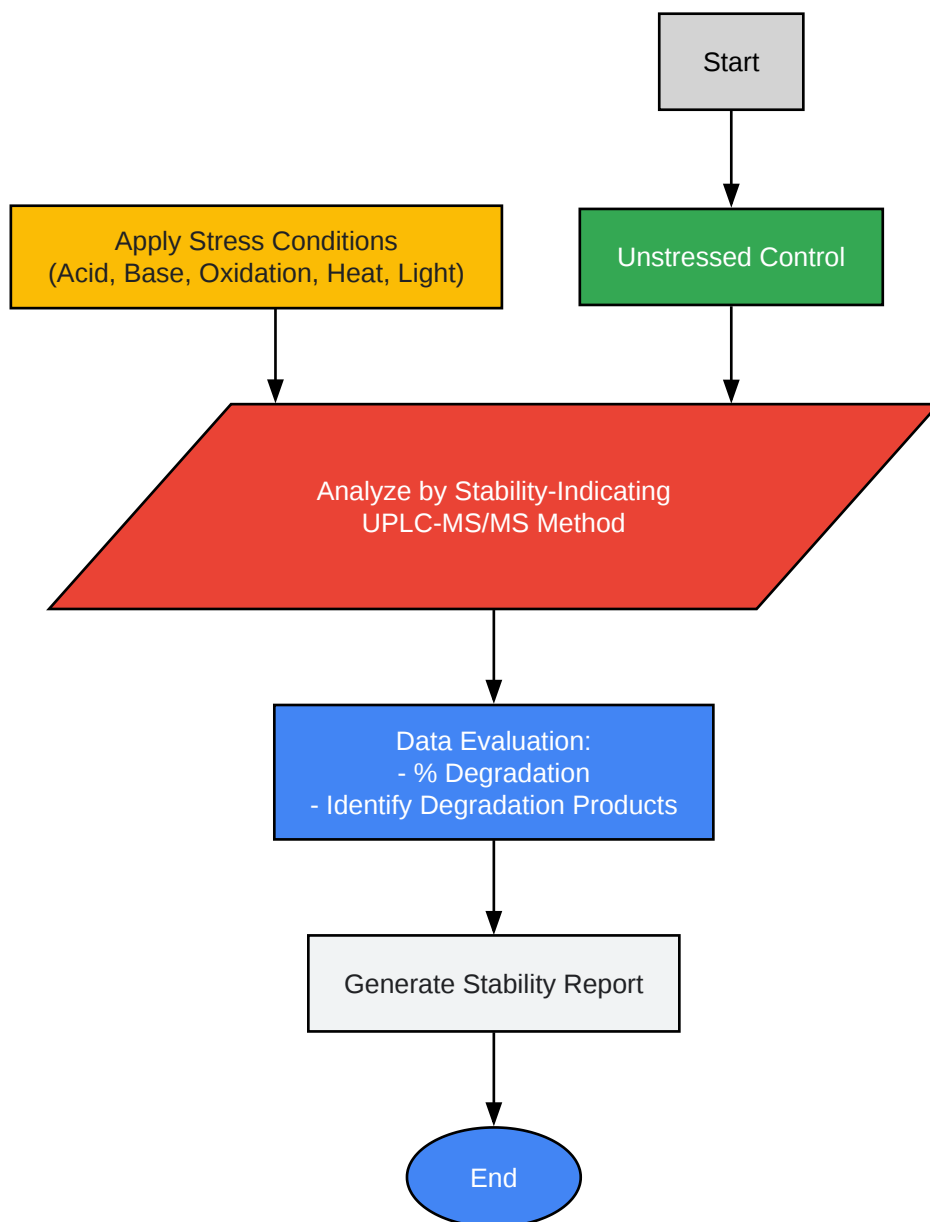 Start
Apply Stress Conditions
(Acid, Base, Oxidation, Heat, Light)
Unstressed Control
Analyze by Stability-Indicating
UPLC-MS/MS Method
Data Evaluation:
- % Degradation
- Identify Degradation Products
Generate Stability Report
End